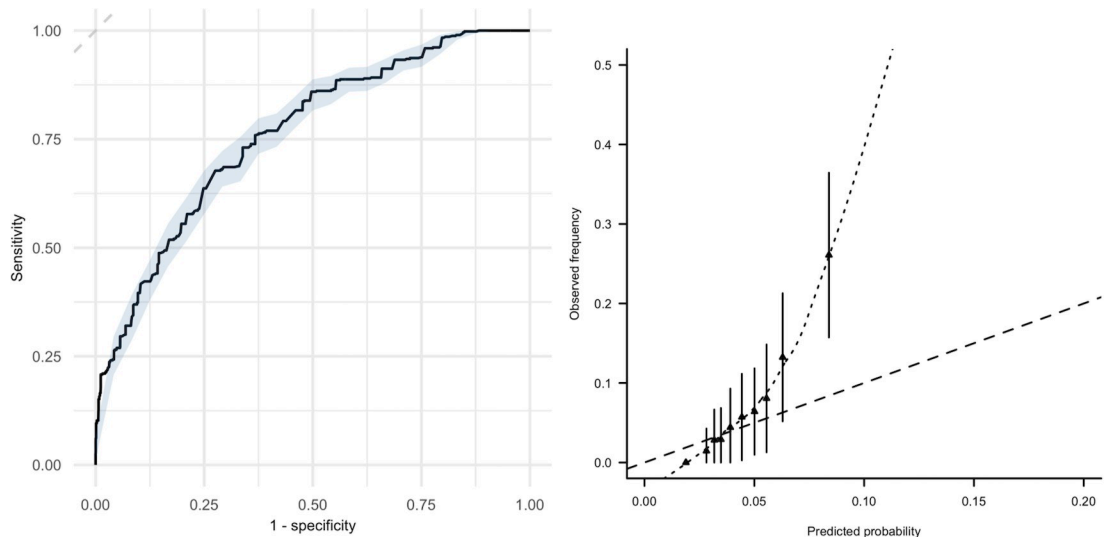 1.00
0.75
0.50
0.25
0.00
Sensitivity
0.00 0.25 0.50 0.75 1.00
1 - specificity
0.5
0.4
0.3
0.2
0.1
0.0
Observed frequency
0.00 0.05 0.10 0.15 0.20
Predicted probability